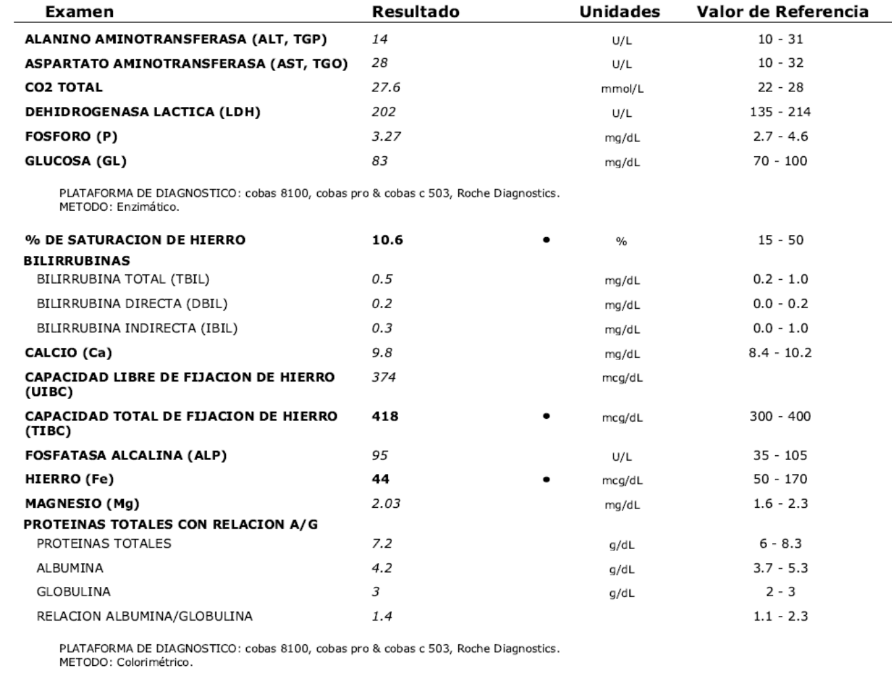 Examen Resultado Unidades Valor de Referencia
ALANINO AMINOTRANSFERASA (ALT, TGP) 14 U/L 10 - 31
ASPARTATO AMINOTRANSFERASA (AST, TGO) 28 U/L 10 - 32
CO2 TOTAL 27.6 mmol/L 22 - 28
DEHIDROGENASA LACTICA (LDH) 202 U/L 135 - 214
FOSFORO (P) 3.27 mg/dL 2.7 - 4.6
GLUCOSA (GL) 83 mg/dL 70 - 100
PLATAFORMA DE DIAGNOSTICO: cobas 8100, cobas pro & cobas c 503, Roche Diagnostics.
METODO: Enzimático.
% DE SATURACION DE HIERRO 10.6 • % 15 - 50
BILIRRUBINAS
BILIRRUBINA TOTAL (TBIL) 0.5 mg/dL 0.2 - 1.0
BILIRRUBINA DIRECTA (DBIL) 0.2 mg/dL 0.0 - 0.2
BILIRRUBINA INDIRECTA (IBIL) 0.3 mg/dL 0.0 - 1.0
CALCIO (Ca) 9.8 mg/dL 8.4 - 10.2
CAPACIDAD LIBRE DE FIJACION DE HIERRO 374 mcg/dL
(UIBC)
CAPACIDAD TOTAL DE FIJACION DE HIERRO 418 • mcg/dL 300 - 400
(TIBC)
FOSFATASA ALCALINA (ALP) 95 U/L 35 - 105
HIERRO (Fe) 44 • mcg/dL 50 - 170
MAGNESIO (Mg) 2.03 mg/dL 1.6 - 2.3
PROTEINAS TOTALES CON RELACION A/G
PROTEINAS TOTALES 7.2 g/dL 6 - 8.3
ALBUMINA 4.2 g/dL 3.7 - 5.3
GLOBULINA 3 g/dL 2 - 3
RELACION ALBUMINA/GLOBULINA 1.4 1.1 - 2.3
PLATAFORMA DE DIAGNOSTICO: cobas 8100, cobas pro & cobas c 503, Roche Diagnostics.
METODO: Colorimétrico.